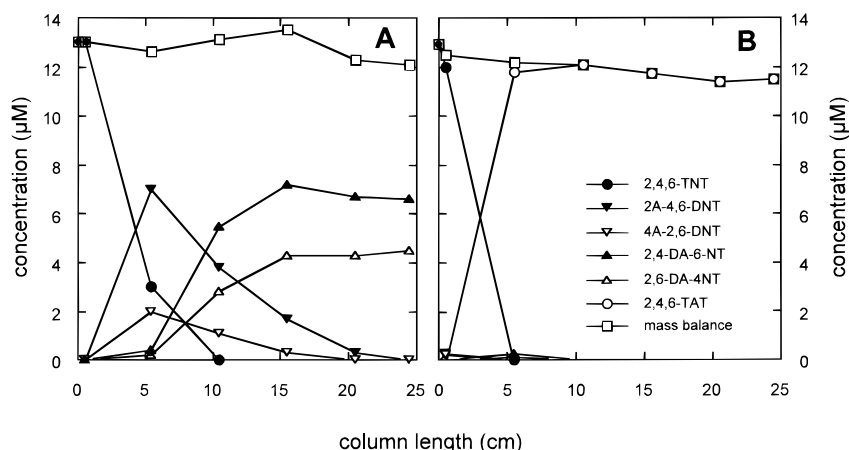 14 14
A B
12 12
10 10
8 8
6 6
4 4
2 2
0 0
concentration (µM)
concentration (µM)
2,4,6-TNT
2A-4,6-DNT
4A-2,6-DNT
2,4-DA-6-NT
2,6-DA-4NT
2,4,6-TAT
mass balance
0 5 10 15 20 25 0 5 10 15 20 25
column length (cm)